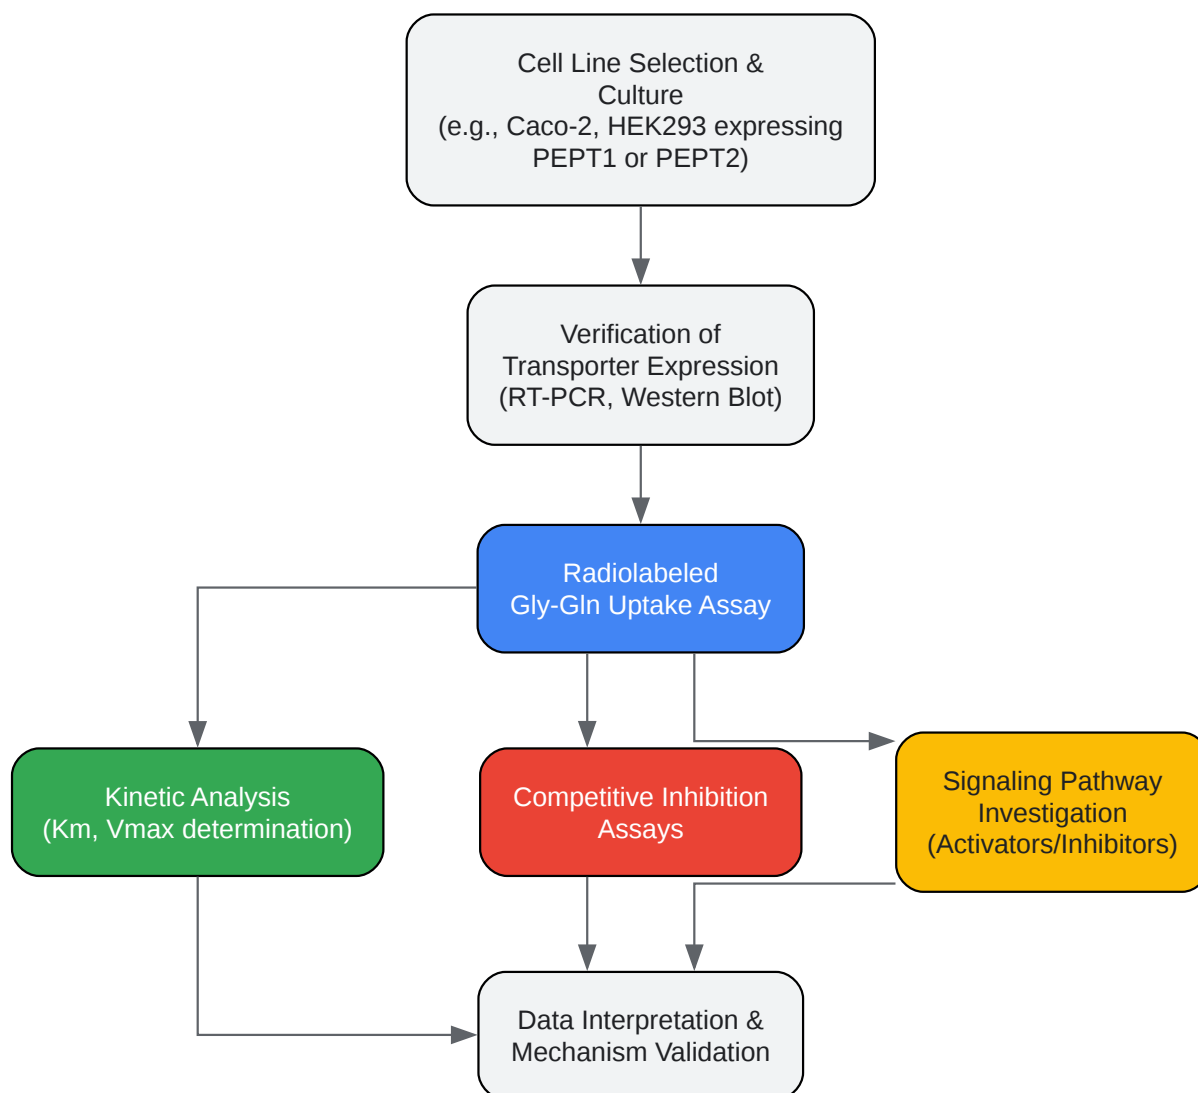 Cell Line Selection &
Culture
(e.g., Caco-2, HEK293 expressing
PEPT1 or PEPT2)
Verification of
Transporter Expression
(RT-PCR, Western Blot)
Radiolabeled
Gly-Gln Uptake Assay
Kinetic Analysis
(Km, Vmax determination)
Competitive Inhibition
Assays
Signaling Pathway
Investigation
(Activators/Inhibitors)
Data Interpretation &
Mechanism Validation